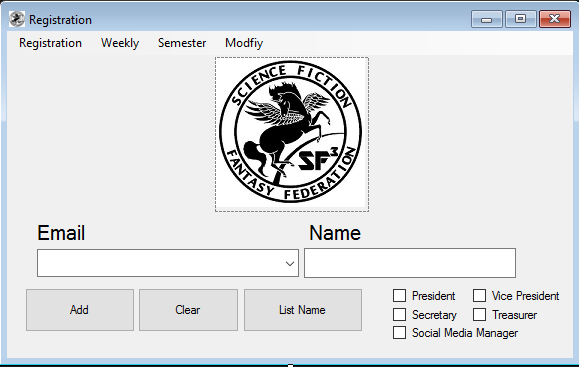 Registration
Registration Weekly Semester Modfiy
SCIENCE FICTION
SF3
FANTASY FEDERATION
Email Name
Add Clear List Name
President Vice President
Secretary Treasurer
Social Media Manager